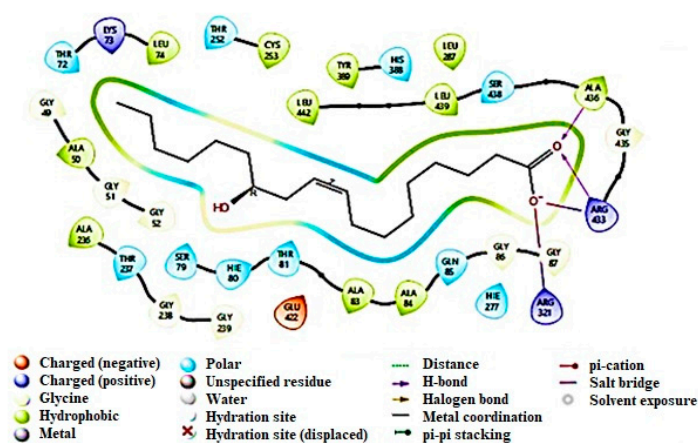 LYS 73
THR 72
LEU 74
THR 252
CYS 253
TYR 389
HIS 388
LEU 287
LEU 442
LEU 439
SER 438
ALA 436
GLY 435
GLY 49
ALA 50
GLY 51
GLY 52
HO
R
Z
O
O-
ARG 433
ALA 236
THR 237
GLY 238
GLY 239
SER 79
HIE 80
THR 81
GLU 422
ALA 83
ALA 84
GLN 85
GLY 86
GLY 87
HIE 277
ARG 321
Charged (negative)
Charged (positive)
Glycine
Hydrophobic
Metal
Polar
Unspecified residue
Water
Hydration site
Hydration site (displaced)
Distance
H-bond
Halogen bond
Metal coordination
pi-pi stacking
pi-cation
Salt bridge
Solvent exposure